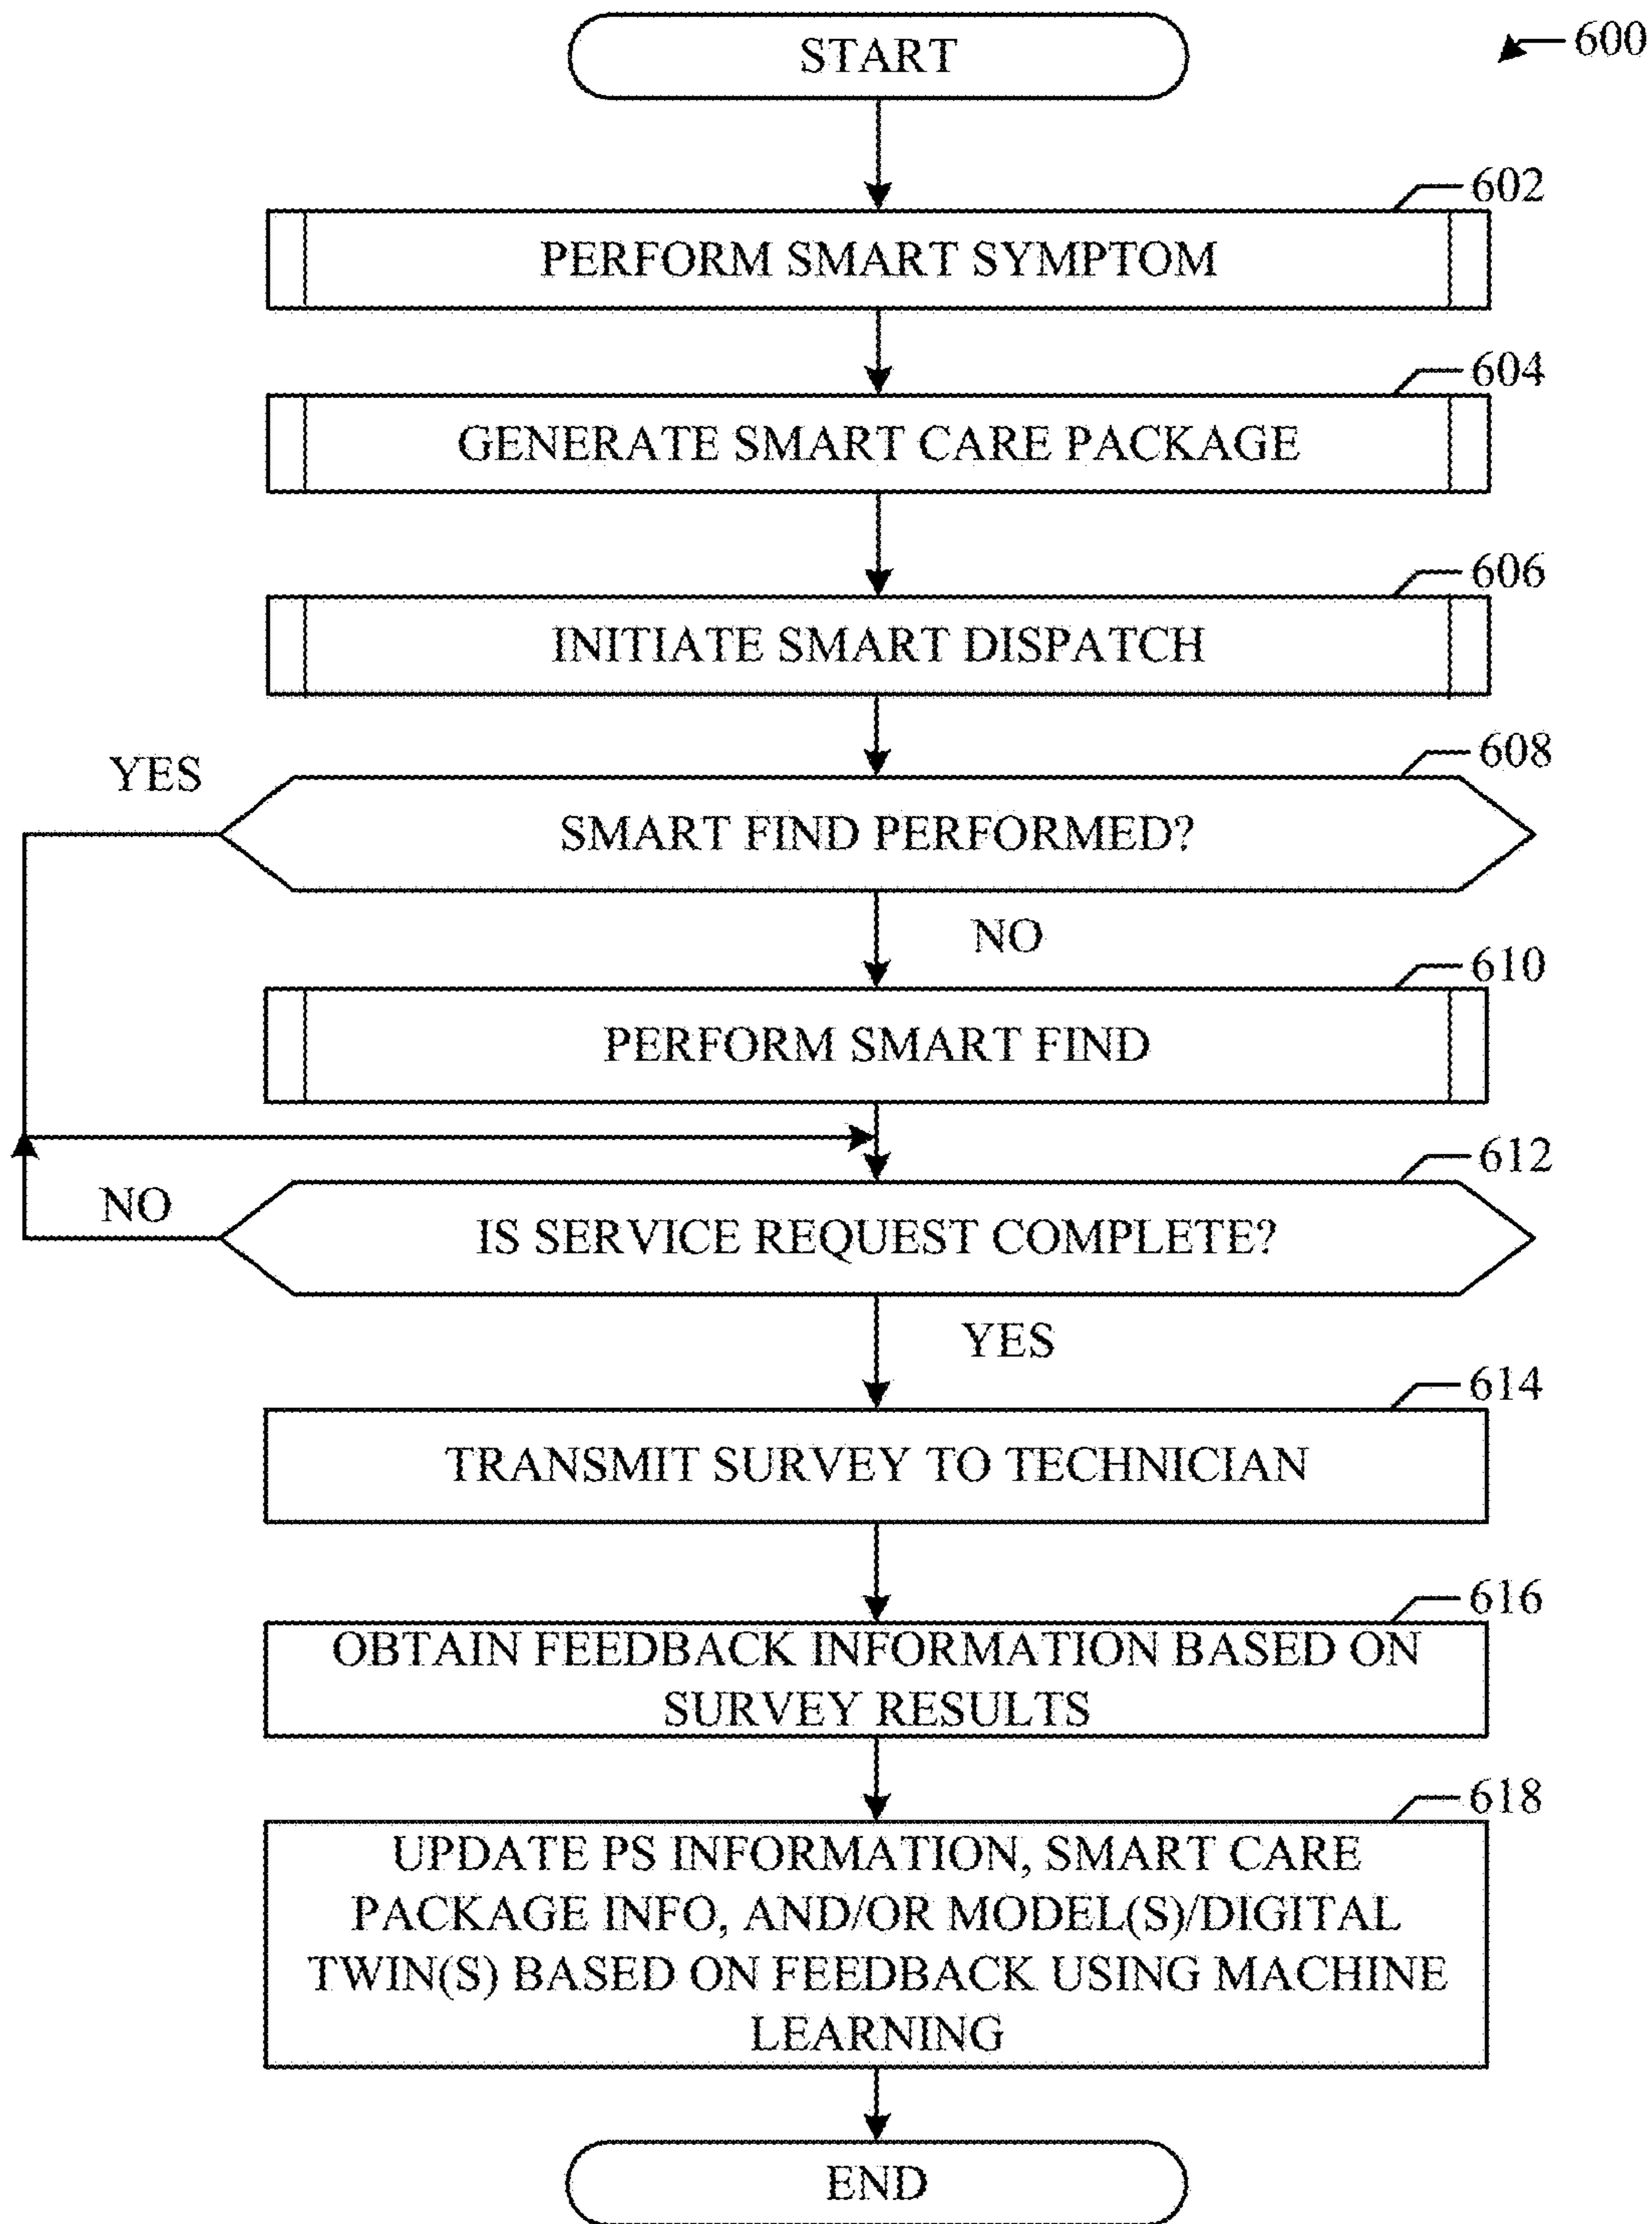 START
600
602
PERFORM SMART SYMPTOM
604
GENERATE SMART CARE PACKAGE
606
INITIATE SMART DISPATCH
608
YES
SMART FIND PERFORMED?
NO
610
PERFORM SMART FIND
612
NO
IS SERVICE REQUEST COMPLETE?
YES
614
TRANSMIT SURVEY TO TECHNICIAN
616
OBTAIN FEEDBACK INFORMATION BASED ON
SURVEY RESULTS
618
UPDATE PS INFORMATION, SMART CARE
PACKAGE INFO, AND/OR MODEL(S)/DIGITAL
TWIN(S) BASED ON FEEDBACK USING MACHINE
LEARNING
END